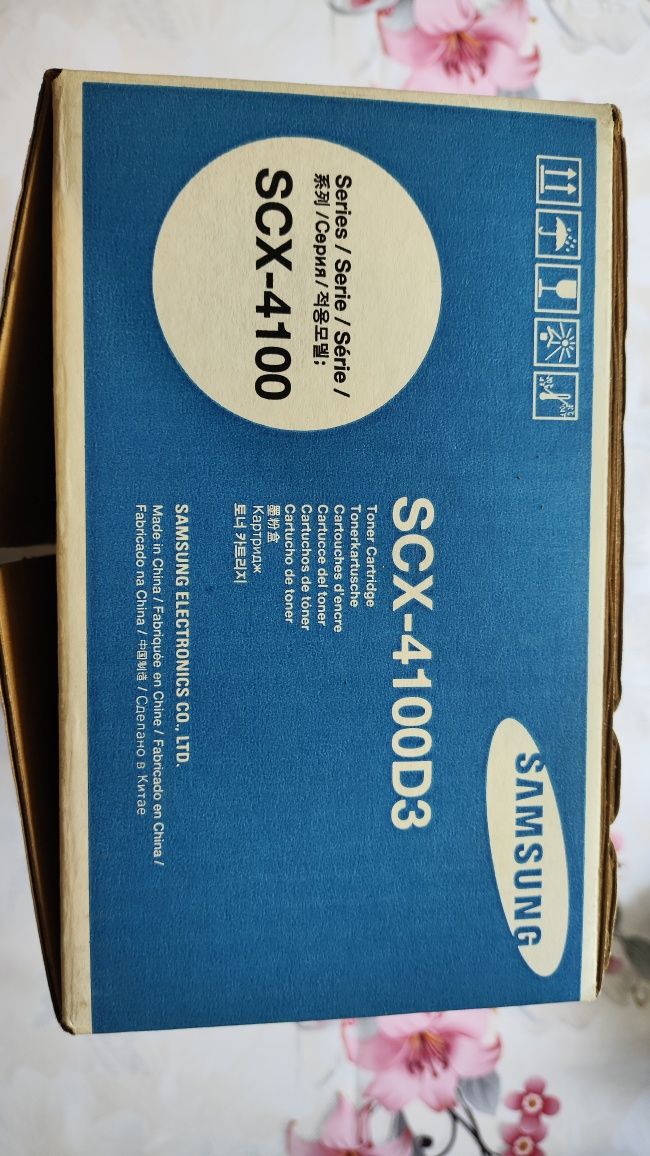 SAMSUNG
Series / Serie / Série /
系列 /Серия/ 적용모델;
SCX-4100
SCX-4100D3
Toner Cartridge
Tonerkartusche
Cartouches d'encre
Cartucce del toner
Cartuchos de tóner
Cartucho de toner
墨粉盒
Картридж
토너 카트리지
SAMSUNG ELECTRONICS CO., LTD.
Made in China / Fabriquée en Chine / Fabricado en China /
Fabricado na China / 中国制造 / Сделано в Китае